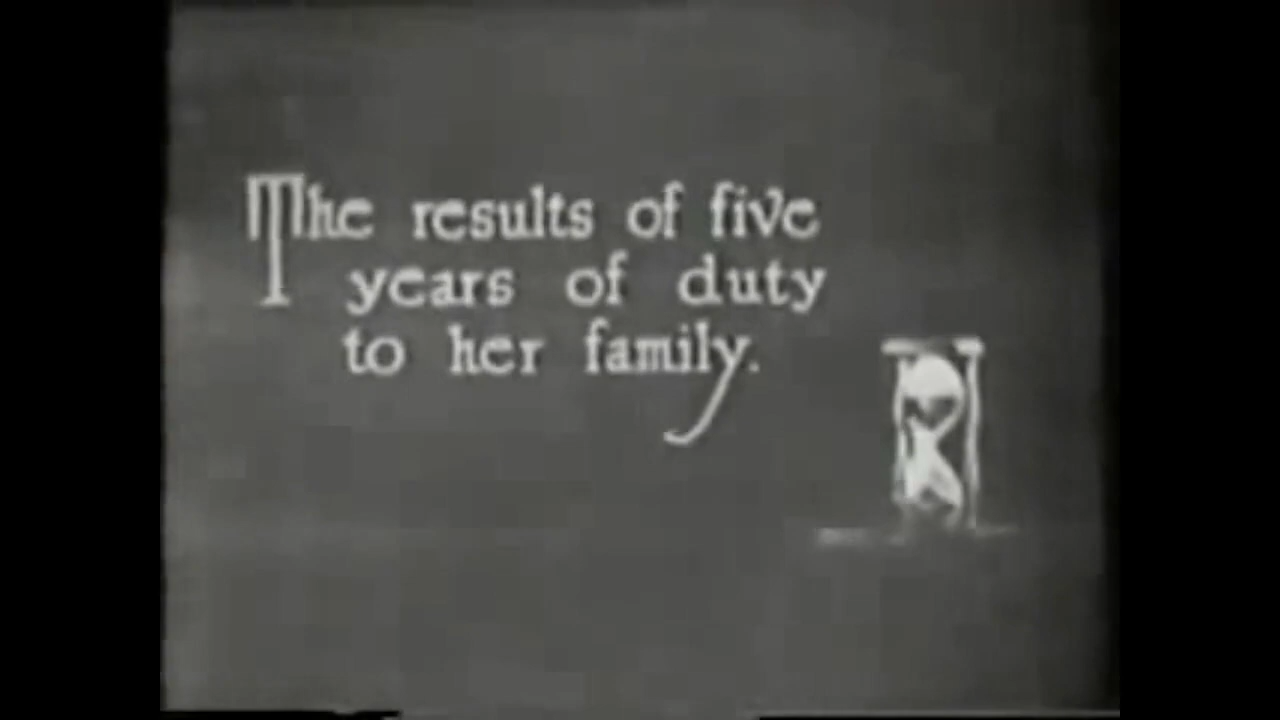 The results of five
years of duty
to her family.